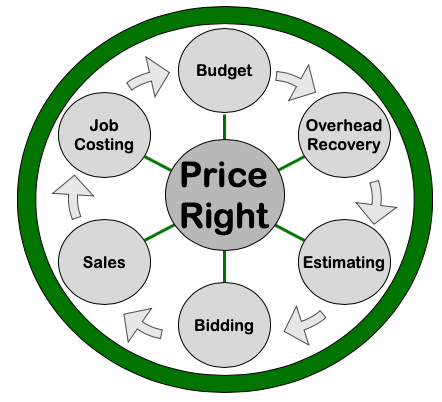 Budget
Overhead
Recovery
Estimating
Bidding
Sales
Job
Costing
Price
Right